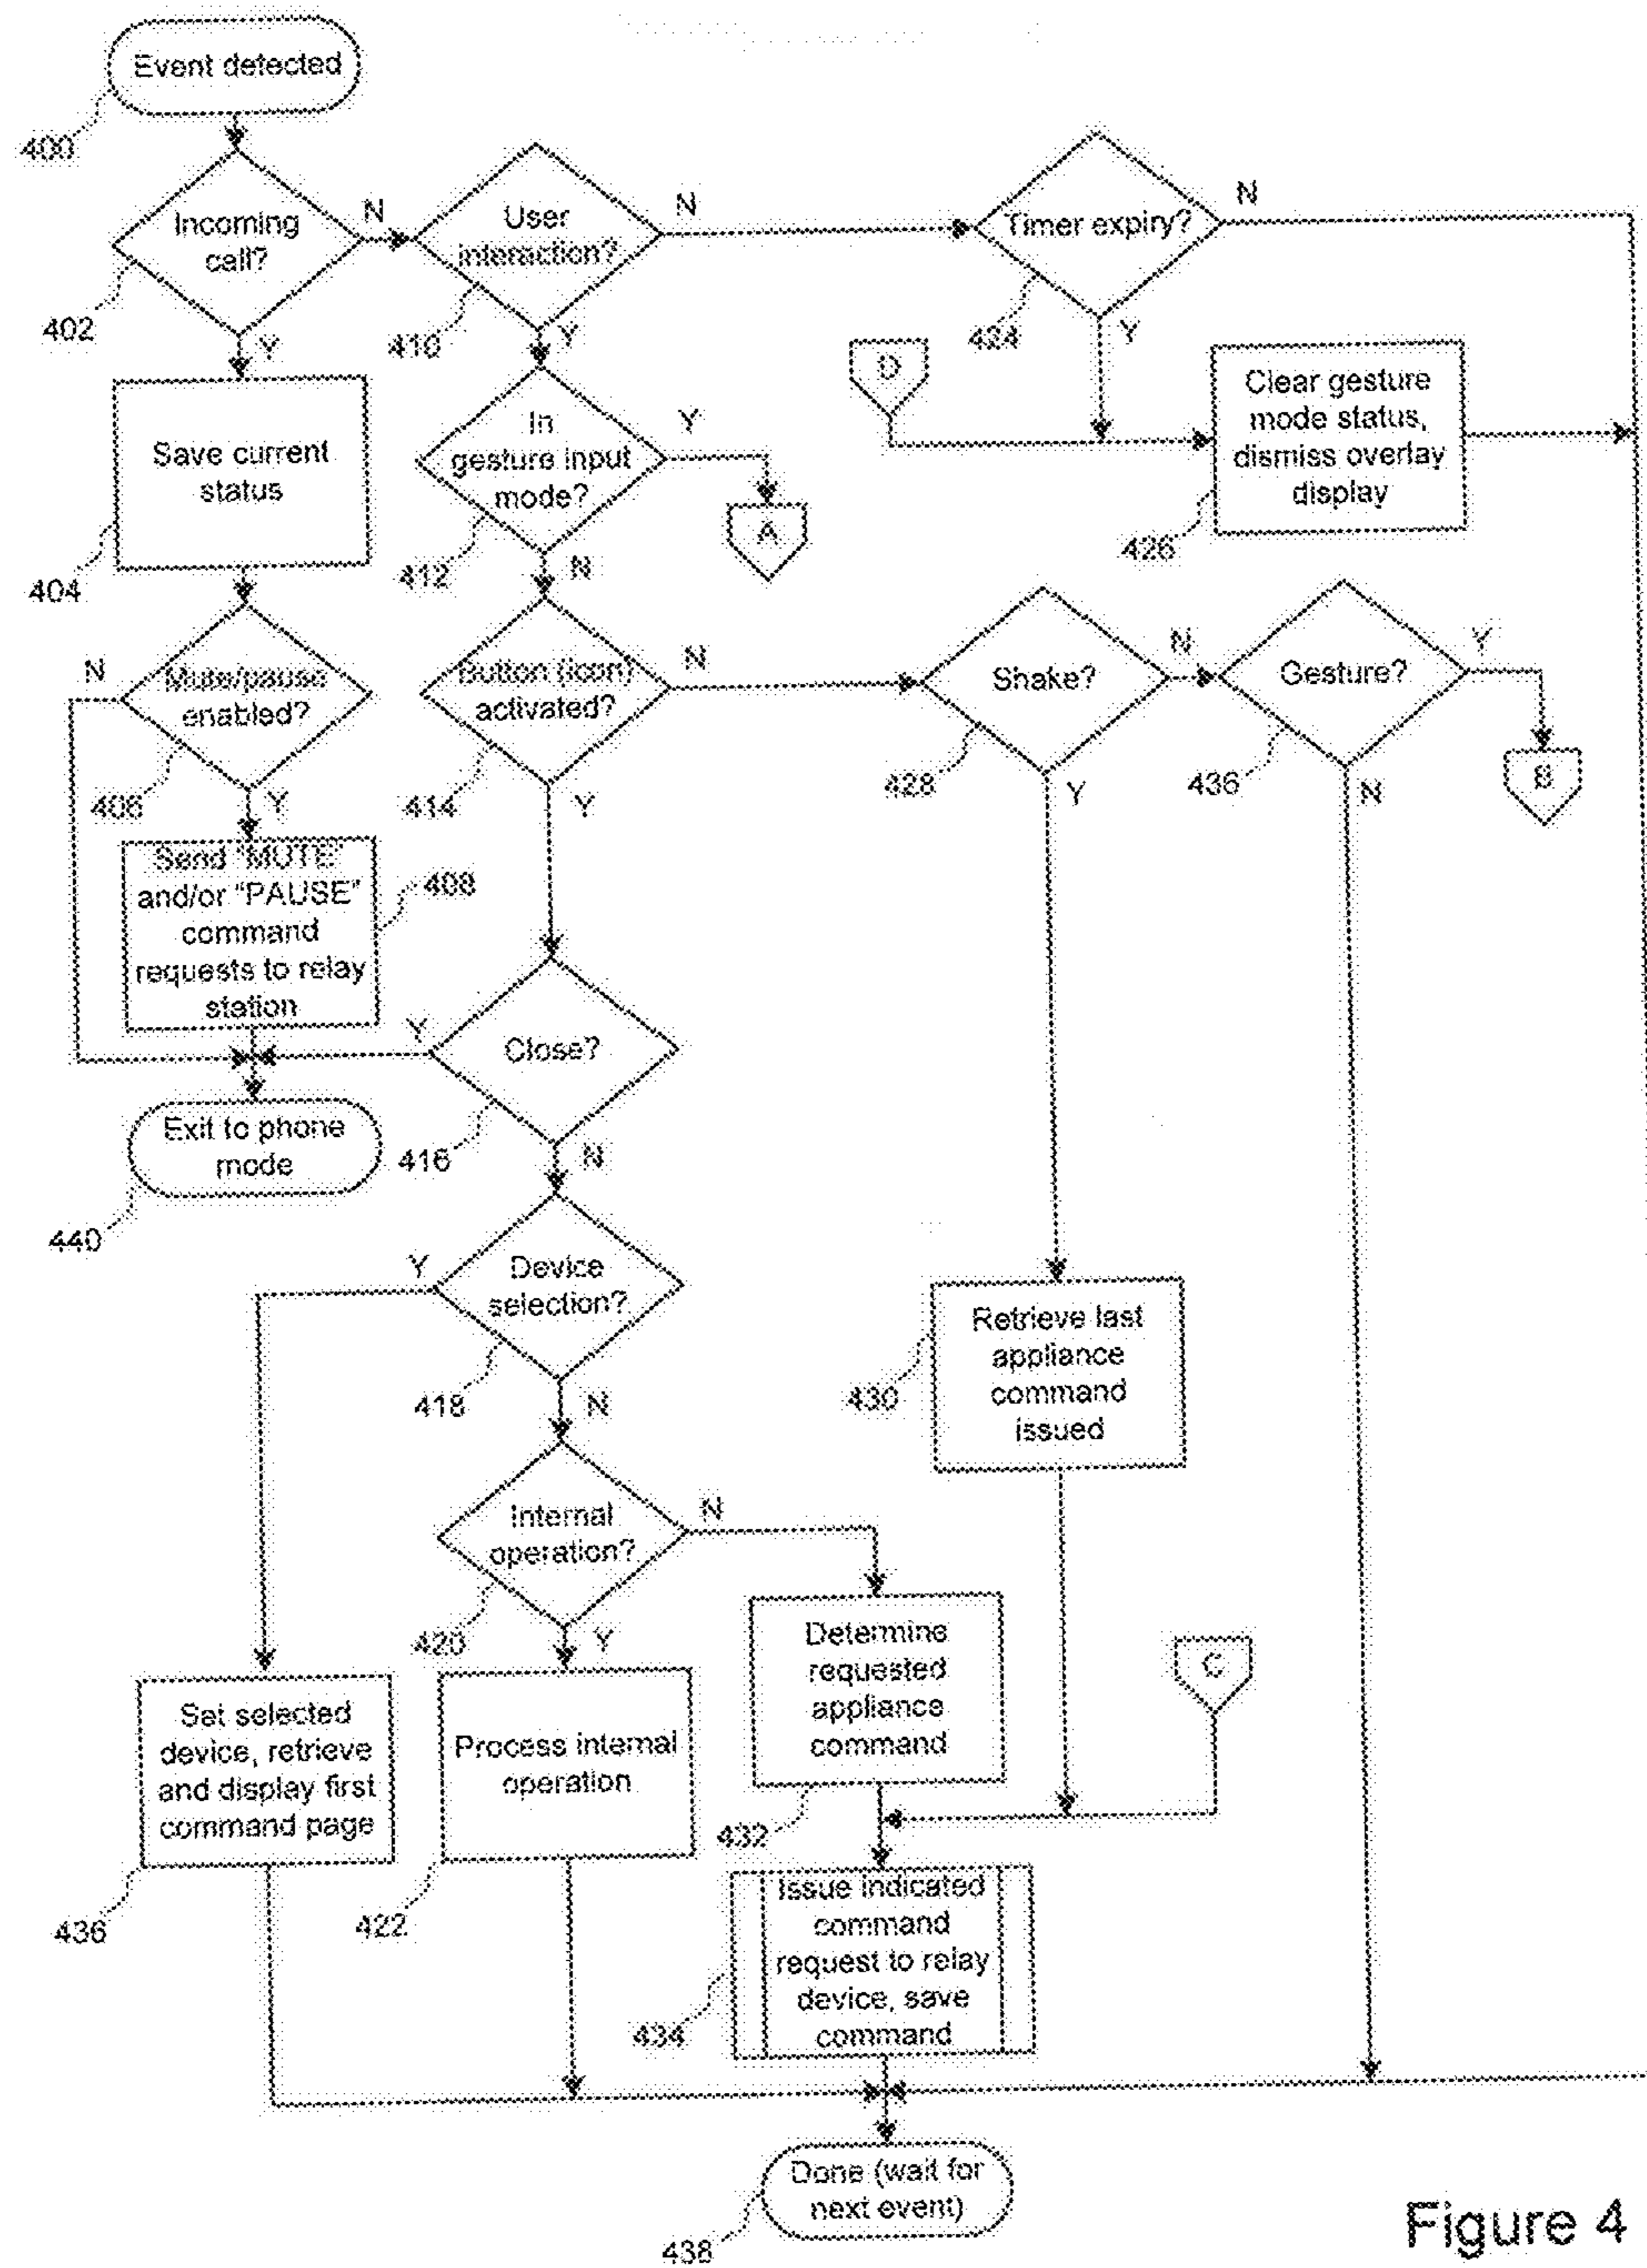 Event detected
400
Incoming
call?
N
Y
402
User
interaction?
N
Y
410
Timer expiry?
N
Y
424
Save current
status
404
In
gesture input
mode?
Y
N
412
A
D
Clear gesture
mode status,
dismiss overlay
display
426
Mute/pause
enabled?
N
Y
406
Button (icon)
activated?
N
Y
414
Shake?
N
Y
428
Gesture?
Y
N
436
B
Send "MUTE"
and/or "PAUSE"
command
requests to relay
station
408
Close?
Y
N
416
Exit to phone
mode
440
Device
selection?
Y
N
418
Retrieve last
appliance
command
issued
430
Internal
operation?
N
Y
420
Determine
requested
appliance
command
432
C
Set selected
device, retrieve
and display first
command page
436
Process internal
operation
422
Issue indicated
command
request to relay
device, save
command
434
Done (wait for
next event)
438
Figure 4